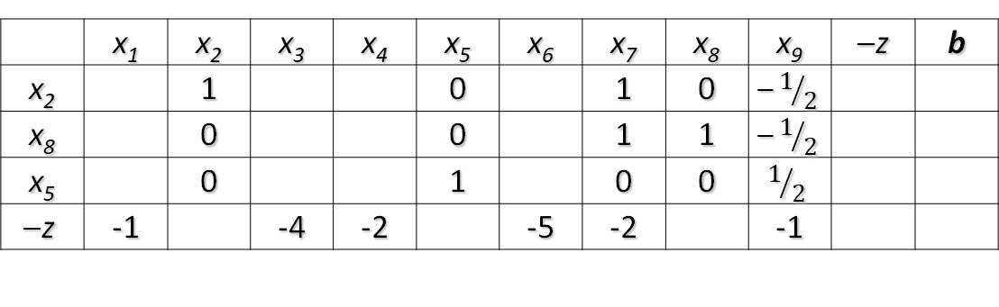 x1 x2 x3 x4 x5 x6 x7 x8 x9 –z b
x2 1 0 1 0 –1/2
x8 0 0 1 1 –1/2
x5 0 1 0 0 1/2
–z -1 -4 -2 -5 -2 -1